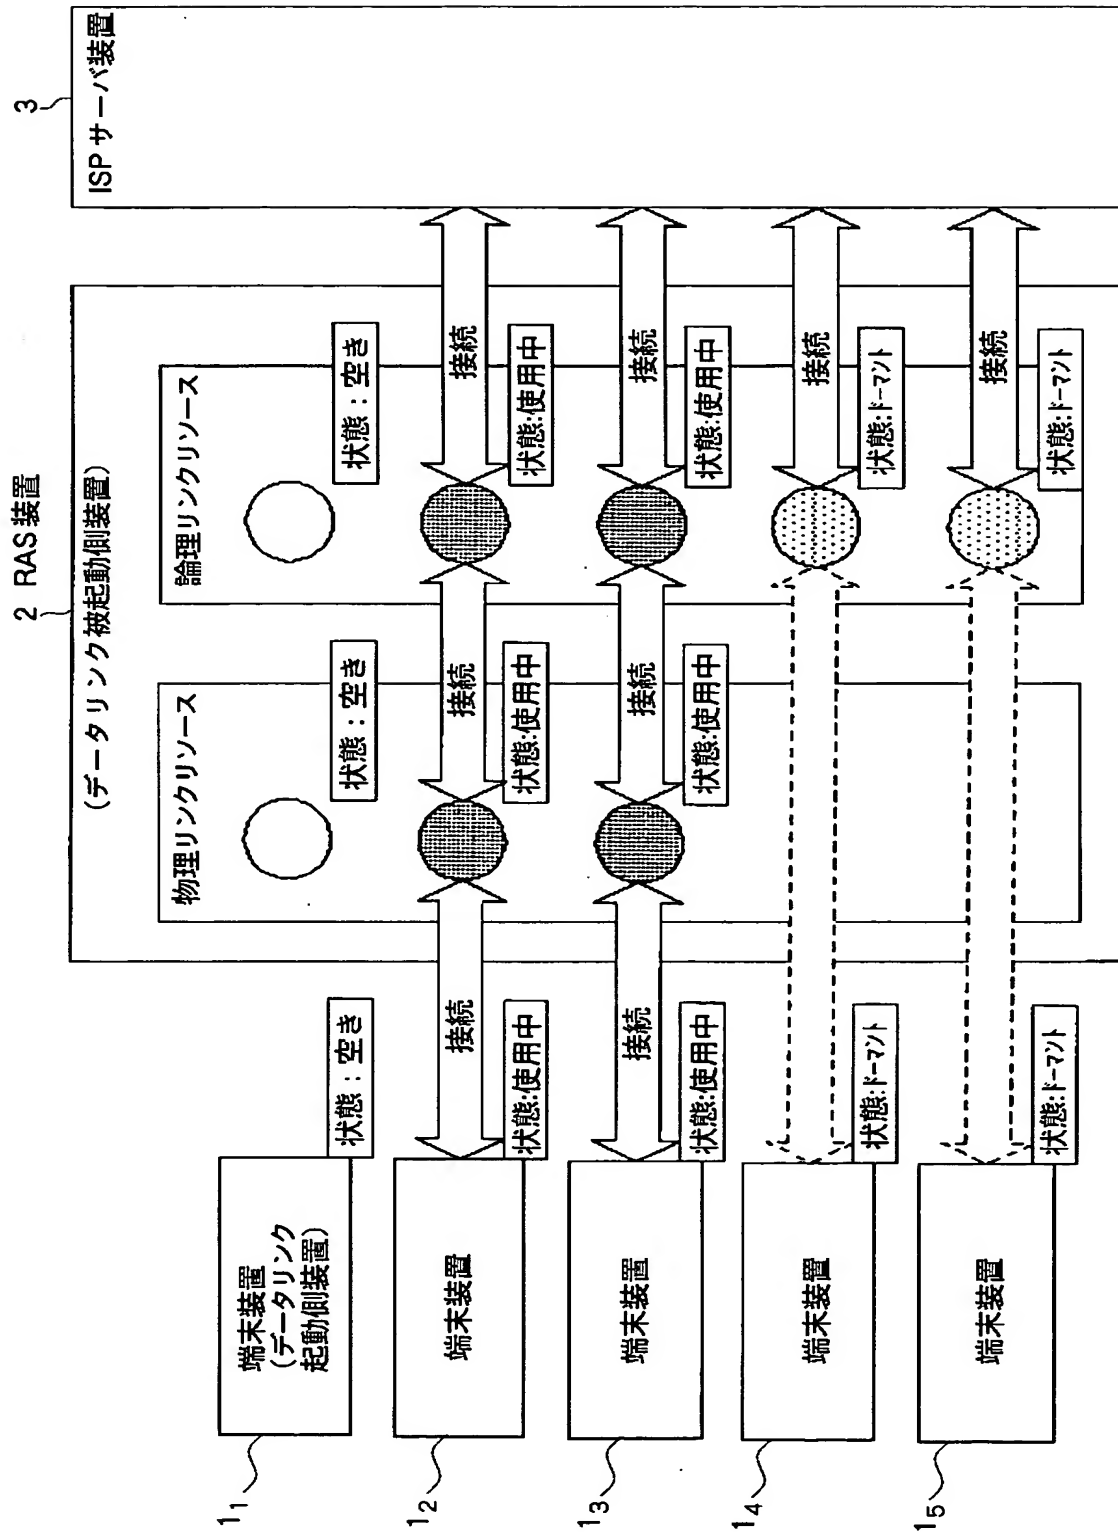 2 RAS装置
(データリンク被起動側装置)
3
ISPサーバ装置
物理リンクリソース
論理リンクリソース
1₁
端末装置
(データリンク
起動側装置)
状態：空き
状態：空き
状態：空き
1₂
端末装置
接続
接続
接続
状態:使用中
状態:使用中
状態:使用中
1₃
端末装置
接続
接続
接続
状態:使用中
状態:使用中
状態:使用中
1₄
端末装置
接続
状態:ドーマント
状態:ドーマント
1₅
端末装置
接続
状態:ドーマント
状態:ドーマント